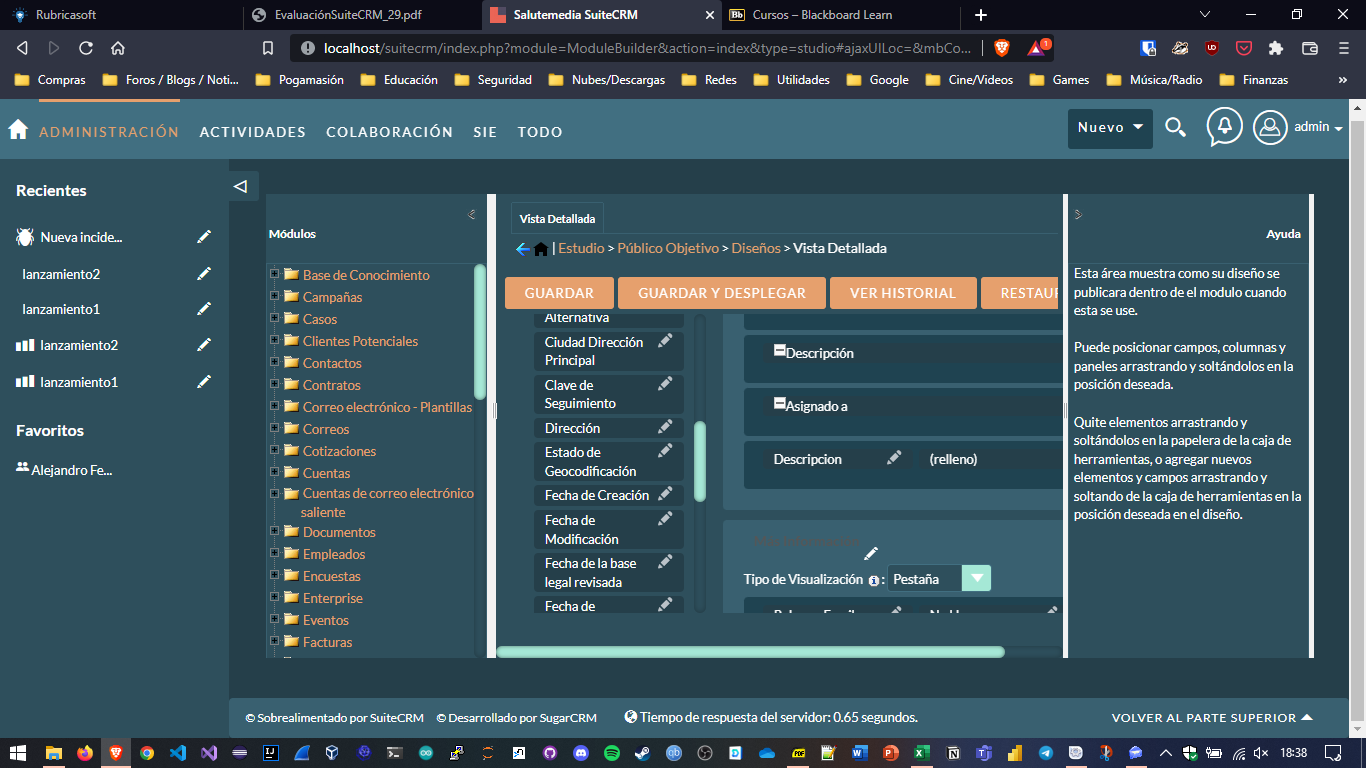 Rubricasoft
EvaluaciónSuiteCRM_29.pdf
Salutemedia SuiteCRM
Cursos – Blackboard Learn
localhost/suitecrm/index.php?module=ModuleBuilder&action=index&type=studio#ajaxUILoc=&mbCo...
Compras
Foros / Blogs / Noti...
Pogamasión
Educación
Seguridad
Nubes/Descargas
Redes
Utilidades
Google
Cine/Videos
Games
Música/Radio
Finanzas
ADMINISTRACIÓN
ACTIVIDADES
COLABORACIÓN
SIE
TODO
Nuevo
admin
Recientes
Nueva incide...
lanzamiento2
lanzamiento1
lanzamiento2
lanzamiento1
Favoritos
Alejandro Fe...
Módulos
Base de Conocimiento
Campañas
Casos
Clientes Potenciales
Contactos
Contratos
Correo electrónico - Plantillas
Correos
Cotizaciones
Cuentas
Cuentas de correo electrónico
saliente
Documentos
Empleados
Encuestas
Enterprise
Eventos
Facturas
Vista Detallada
| Estudio > Público Objetivo > Diseños > Vista Detallada
GUARDAR
GUARDAR Y DESPLEGAR
VER HISTORIAL
RESTAUR
Alternativa
Ciudad Dirección
Principal
Clave de
Seguimiento
Dirección
Estado de
Geocodificación
Fecha de Creación
Fecha de
Modificación
Fecha de la base
legal revisada
Fecha de
Descripción
Asignado a
Descripcion
(relleno)
Tipo de Visualización :
Pestaña
Ayuda
Esta área muestra como su diseño se
publicara dentro de el modulo cuando
esta se use.
Puede posicionar campos, columnas y
paneles arrastrando y soltándolos en la
posición deseada.
Quite elementos arrastrando y
soltándolos en la papelera de la caja de
herramientas, o agregar nuevos
elementos y campos arrastrando y
soltando de la caja de herramientas en la
posición deseada en el diseño.
© Sobrealimentado por SuiteCRM
© Desarrollado por SugarCRM
Tiempo de respuesta del servidor: 0.65 segundos.
VOLVER AL PARTE SUPERIOR
18:38